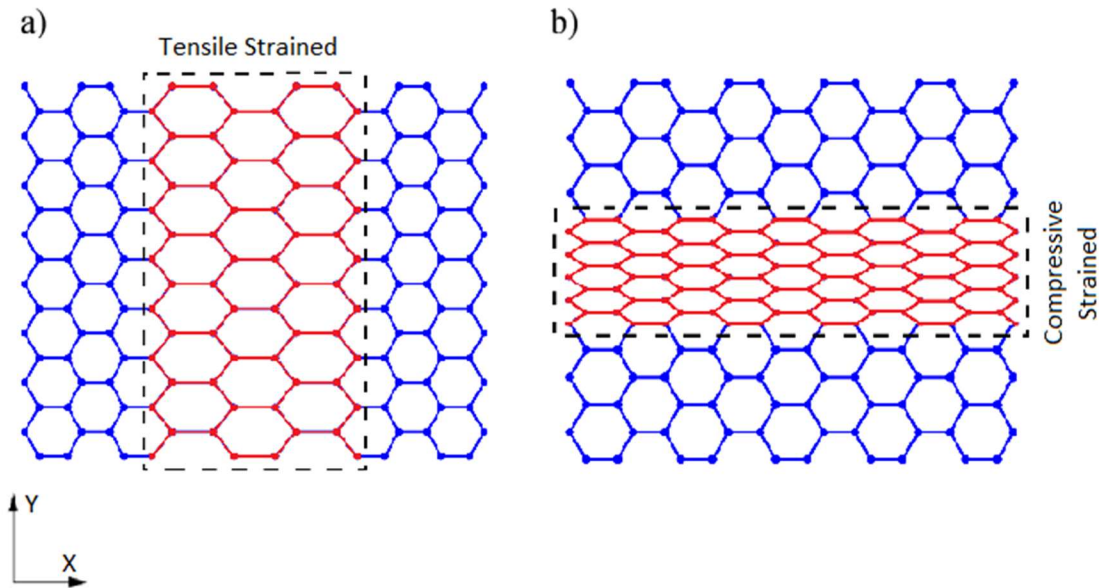 a)
Tensile Strained
b)
Compressive
Strained
Y
X